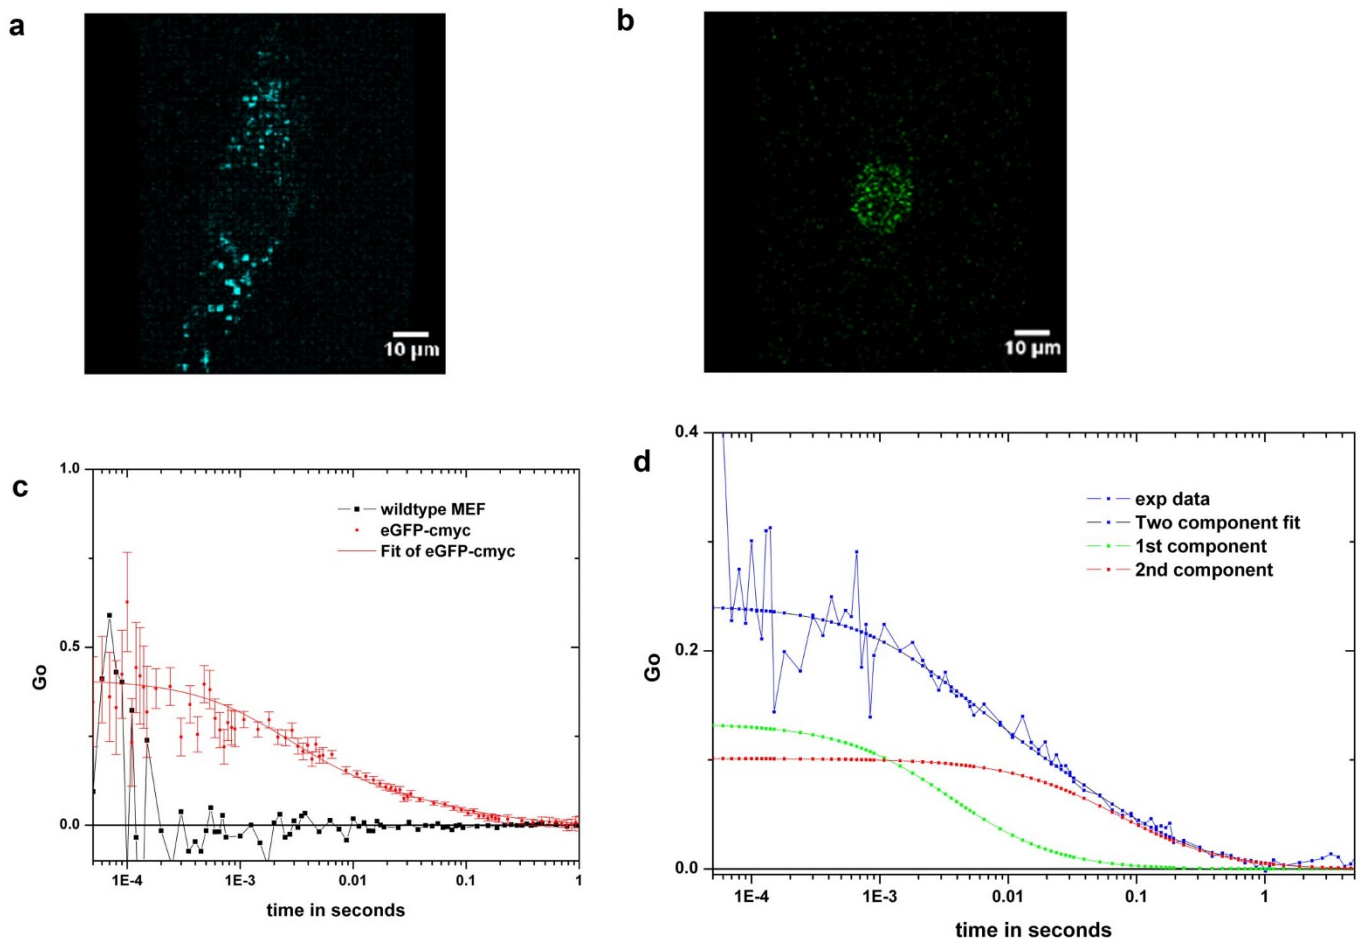 a
b
10 μm
10 μm
c
1.0
0.5
0.0
Go
wildtype MEF
eGFP-cmyc
Fit of eGFP-cmyc
1E-4
1E-3
0.01
0.1
1
time in seconds
d
0.4
0.2
0.0
Go
exp data
Two component fit
1st component
2nd component
1E-4
1E-3
0.01
0.1
1
time in seconds